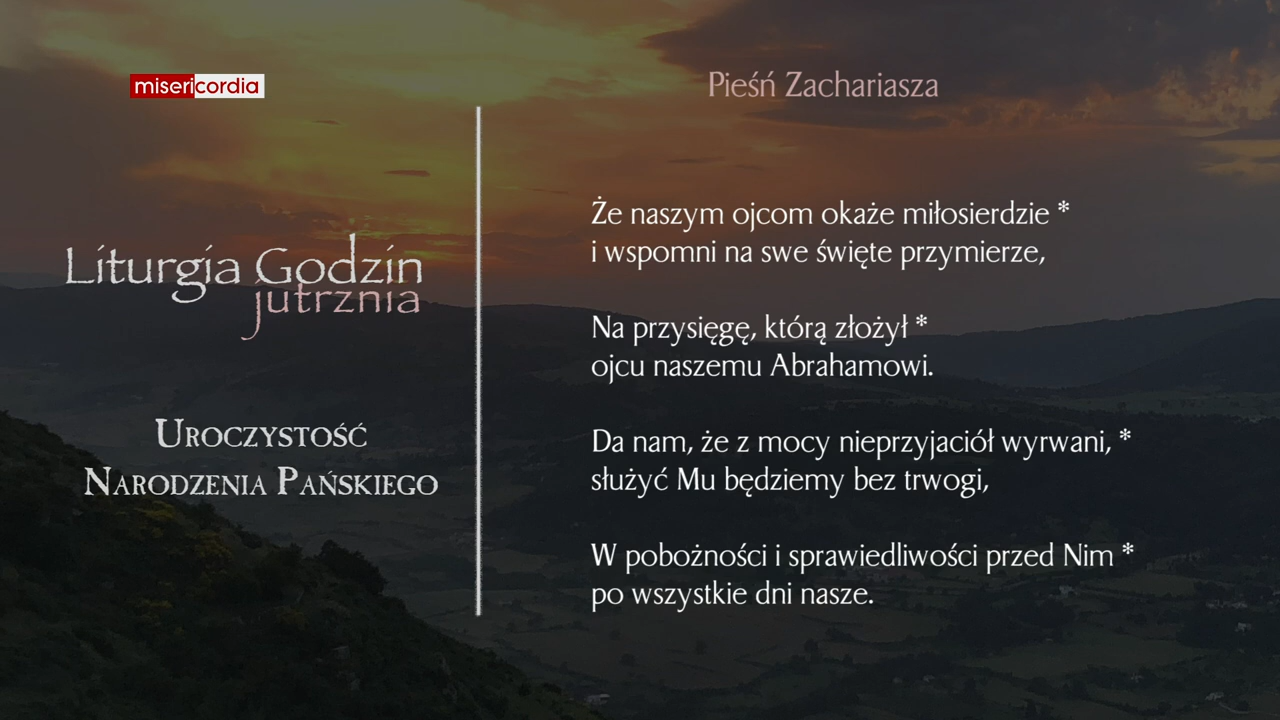 misericordia
Liturgia Godzin
jutrznia
Uroczystość
Narodzenia Pańskiego
Pieśń Zachariasza
Że naszym ojcom okaże miłosierdzie *
i wspomni na swe święte przymierze,
Na przysięgę, którą złożył *
ojcu naszemu Abrahamowi.
Da nam, że z mocy nieprzyjaciół wyrwani, *
służyć Mu będziemy bez trwogi,
W pobożności i sprawiedliwości przed Nim *
po wszystkie dni nasze.